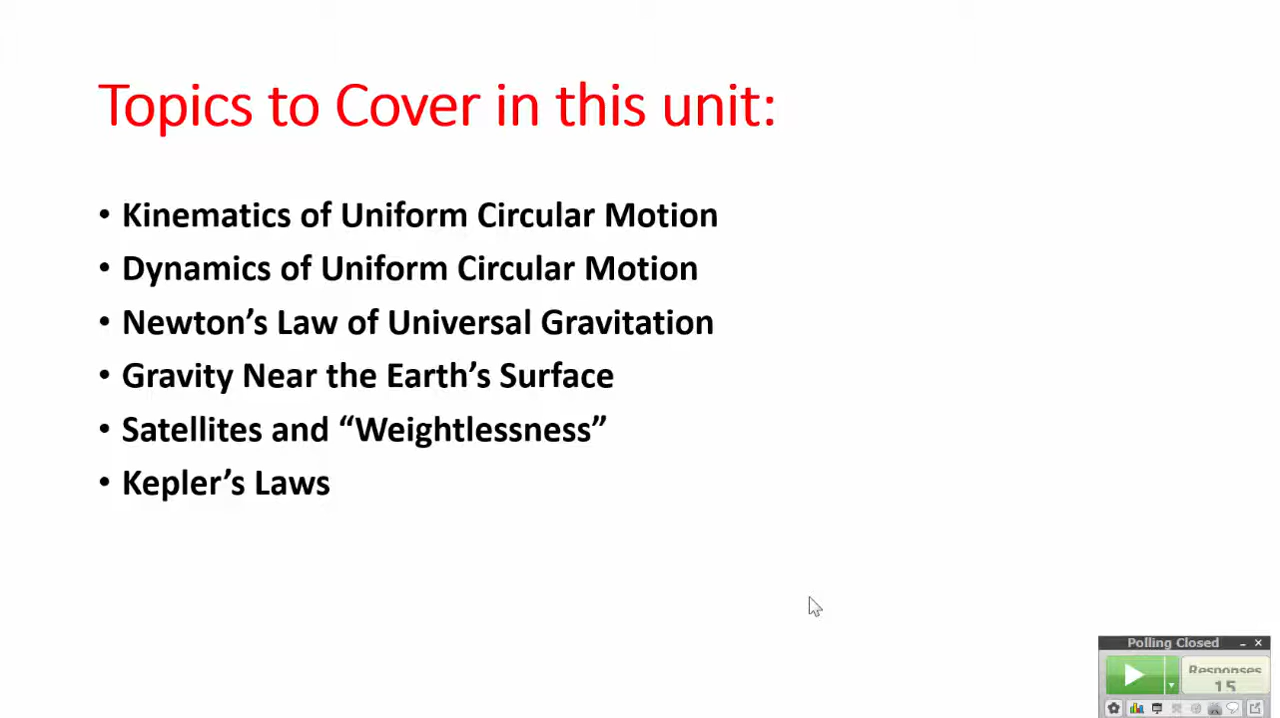 Topics to Cover in this unit:
• Kinematics of Uniform Circular Motion
• Dynamics of Uniform Circular Motion
• Newton’s Law of Universal Gravitation
• Gravity Near the Earth’s Surface
• Satellites and “Weightlessness”
• Kepler’s Laws
Polling Closed
Responses
15